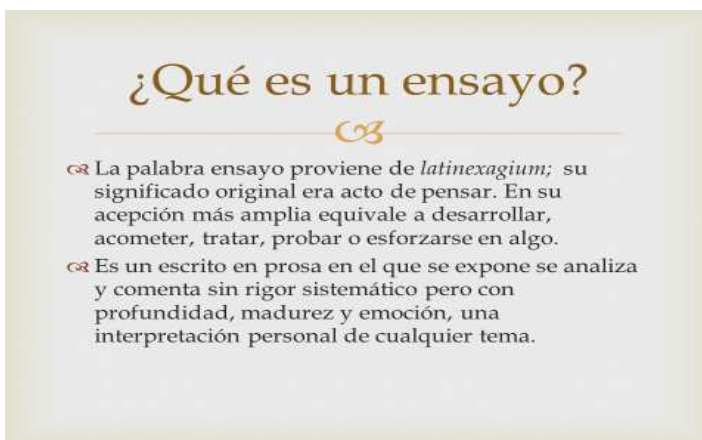 ¿Qué es un ensayo?
La palabra ensayo proviene de latinexagium; su
significado original era acto de pensar. En su
acepción más amplia equivale a desarrollar,
acometer, tratar, probar o esforzarse en algo.
Es un escrito en prosa en el que se expone se analiza
y comenta sin rigor sistemático pero con
profundidad, madurez y emoción, una
interpretación personal de cualquier tema.